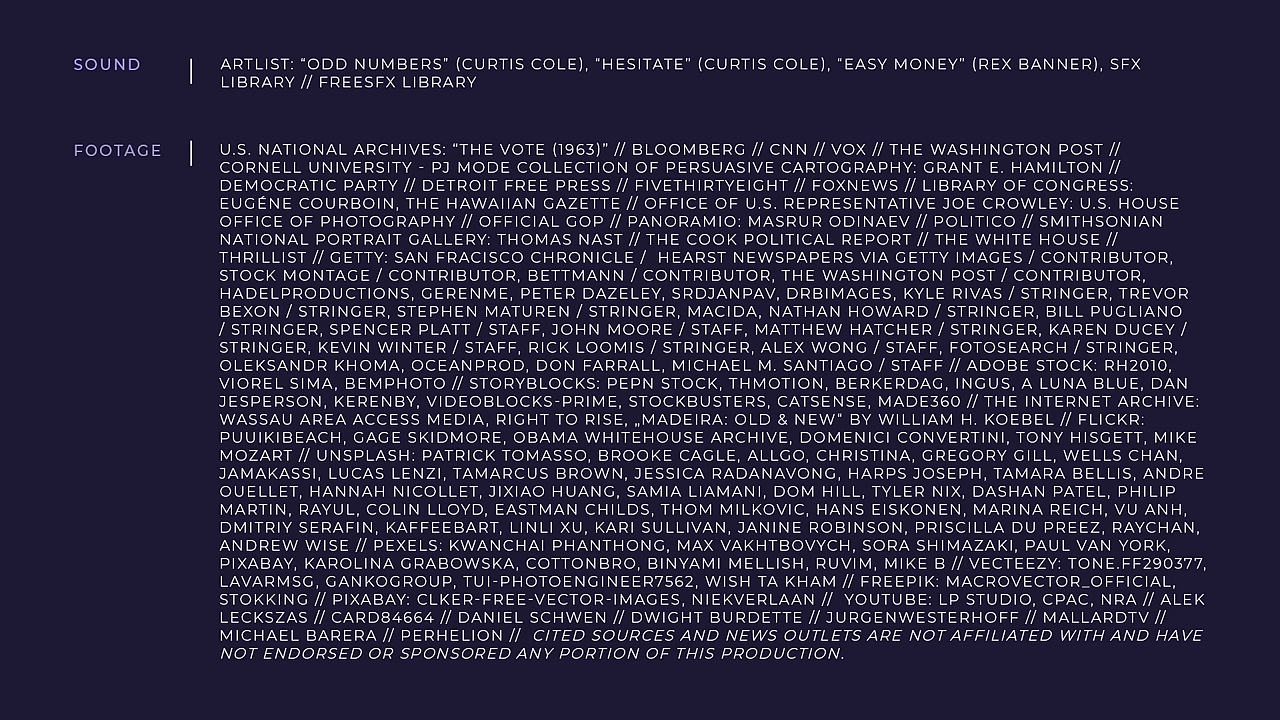 SOUND | ARTLIST: “ODD NUMBERS” (CURTIS COLE), “HESITATE” (CURTIS COLE), “EASY MONEY” (REX BANNER), SFX
LIBRARY // FREESFX LIBRARY
FOOTAGE | U.S. NATIONAL ARCHIVES: “THE VOTE (1963)” // BLOOMBERG // CNN // VOX // THE WASHINGTON POST //
CORNELL UNIVERSITY - PJ MODE COLLECTION OF PERSUASIVE CARTOGRAPHY: GRANT E. HAMILTON //
DEMOCRATIC PARTY // DETROIT FREE PRESS // FIVETHIRTYEIGHT // FOXNEWS // LIBRARY OF CONGRESS:
EUGÉNE COURBOIN, THE HAWAIIAN GAZETTE // OFFICE OF U.S. REPRESENTATIVE JOE CROWLEY: U.S. HOUSE
OFFICE OF PHOTOGRAPHY // OFFICIAL GOP // PANORAMIO: MASRUR ODINAEV // POLITICO // SMITHSONIAN
NATIONAL PORTRAIT GALLERY: THOMAS NAST // THE COOK POLITICAL REPORT // THE WHITE HOUSE //
THRILLIST // GETTY: SAN FRACISCO CHRONICLE /  HEARST NEWSPAPERS VIA GETTY IMAGES / CONTRIBUTOR,
STOCK MONTAGE / CONTRIBUTOR, BETTMANN / CONTRIBUTOR, THE WASHINGTON POST / CONTRIBUTOR,
HADELPRODUCTIONS, GERENME, PETER DAZELEY, SRDJANPAV, DRBIMAGES, KYLE RIVAS / STRINGER, TREVOR
BEXON / STRINGER, STEPHEN MATUREN / STRINGER, MACIDA, NATHAN HOWARD / STRINGER, BILL PUGLIANO
/ STRINGER, SPENCER PLATT / STAFF, JOHN MOORE / STAFF, MATTHEW HATCHER / STRINGER, KAREN DUCEY /
STRINGER, KEVIN WINTER / STAFF, RICK LOOMIS / STRINGER, ALEX WONG / STAFF, FOTOSEARCH / STRINGER,
OLEKSANDR KHOMA, OCEANPROD, DON FARRALL, MICHAEL M. SANTIAGO / STAFF // ADOBE STOCK: RH2010,
VIOREL SIMA, BEMPHOTO // STORYBLOCKS: PEPN STOCK, THMOTION, BERKERDAG, INGUS, A LUNA BLUE, DAN
JESPERSON, KERENBY, VIDEOBLOCKS-PRIME, STOCKBUSTERS, CATSENSE, MADE360 // THE INTERNET ARCHIVE:
WASSAU AREA ACCESS MEDIA, RIGHT TO RISE, „MADEIRA: OLD & NEW“ BY WILLIAM H. KOEBEL // FLICKR:
PUUIKIBEACH, GAGE SKIDMORE, OBAMA WHITEHOUSE ARCHIVE, DOMENICI CONVERTINI, TONY HISGETT, MIKE
MOZART // UNSPLASH: PATRICK TOMASSO, BROOKE CAGLE, ALLGO, CHRISTINA, GREGORY GILL, WELLS CHAN,
JAMAKASSI, LUCAS LENZI, TAMARCUS BROWN, JESSICA RADANAVONG, HARPS JOSEPH, TAMARA BELLIS, ANDRE
OUELLET, HANNAH NICOLLET, JIXIAO HUANG, SAMIA LIAMANI, DOM HILL, TYLER NIX, DASHAN PATEL, PHILIP
MARTIN, RAYUL, COLIN LLOYD, EASTMAN CHILDS, THOM MILKOVIC, HANS EISKONEN, MARINA REICH, VU ANH,
DMITRIY SERAFIN, KAFFEEBART, LINLI XU, KARI SULLIVAN, JANINE ROBINSON, PRISCILLA DU PREEZ, RAYCHAN,
ANDREW WISE // PEXELS: KWANCHAI PHANTHONG, MAX VAKHTBOVYCH, SORA SHIMAZAKI, PAUL VAN YORK,
PIXABAY, KAROLINA GRABOWSKA, COTTONBRO, BINYAMI MELLISH, RUVIM, MIKE B // VECTEEZY: TONE.FF290377,
LAVARMSG, GANKOGROUP, TUI-PHOTOENGINEER7562, WISH TA KHAM // FREEPIK: MACROVECTOR_OFFICIAL,
STOKKING // PIXABAY: CLKER-FREE-VECTOR-IMAGES, NIEKVERLAAN //  YOUTUBE: LP STUDIO, CPAC, NRA // ALEK
LECKSZAS // CARD84664 // DANIEL SCHWEN // DWIGHT BURDETTE // JURGENWESTERHOFF // MALLARDTV //
MICHAEL BARERA // PERHELION //  CITED SOURCES AND NEWS OUTLETS ARE NOT AFFILIATED WITH AND HAVE
NOT ENDORSED OR SPONSORED ANY PORTION OF THIS PRODUCTION.